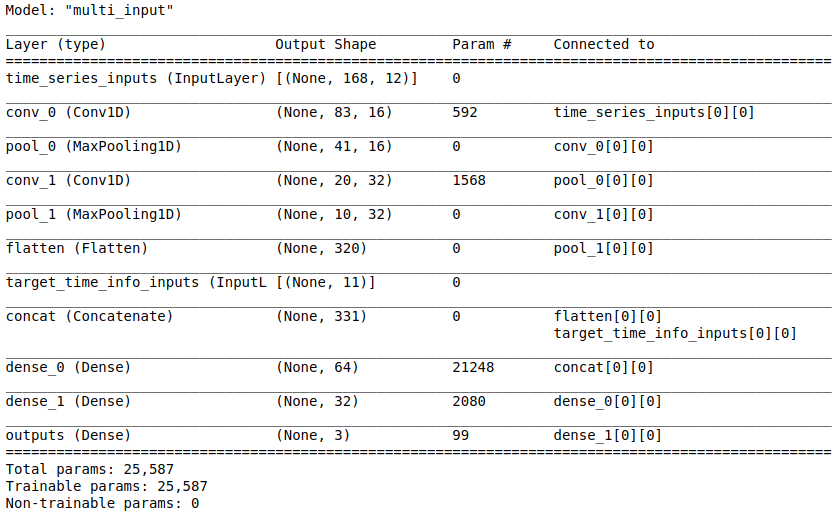 Model: "multi_input"
Layer (type) Output Shape Param # Connected to
time_series_inputs (InputLayer) [(None, 168, 12)] 0
conv_0 (Conv1D) (None, 83, 16) 592 time_series_inputs[0][0]
pool_0 (MaxPooling1D) (None, 41, 16) 0 conv_0[0][0]
conv_1 (Conv1D) (None, 20, 32) 1568 pool_0[0][0]
pool_1 (MaxPooling1D) (None, 10, 32) 0 conv_1[0][0]
flatten (Flatten) (None, 320) 0 pool_1[0][0]
target_time_info_inputs (InputL [(None, 11)] 0
concat (Concatenate) (None, 331) 0 flatten[0][0]
target_time_info_inputs[0][0]
dense_0 (Dense) (None, 64) 21248 concat[0][0]
dense_1 (Dense) (None, 32) 2080 dense_0[0][0]
outputs (Dense) (None, 3) 99 dense_1[0][0]
Total params: 25,587
Trainable params: 25,587
Non-trainable params: 0